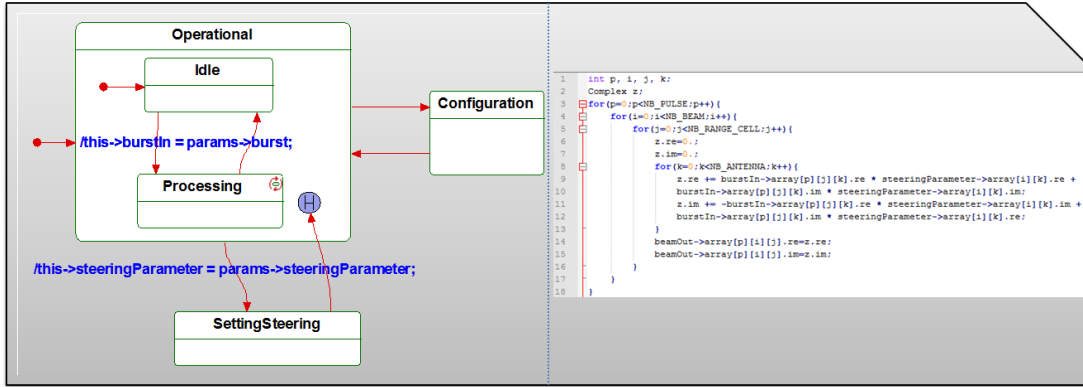 Operational
Idle
/this->burstIn = params->burst;
Processing
H
Configuration
/this->steeringParameter = params->steeringParameter;
SettingSteering
1 int p, i, j, k;
2 Complex z;
3 for(p=0;p<NB_PULSE;p++){
4 for(i=0;i<NB_BEAM;i++){
5 for(j=0;j<NB_RANGE_CELL;j++){
6 z.re=0.;
7 z.im=0.;
8 for(k=0;k<NB_ANTENNA;k++){
9 z.re += burstIn->array[p][j][k].re * steeringParameter->array[i][k].re +
10 burstIn->array[p][j][k].im * steeringParameter->array[i][k].im;
11 z.im += -burstIn->array[p][j][k].re * steeringParameter->array[i][k].im +
12 burstIn->array[p][j][k].im * steeringParameter->array[i][k].re;
13 }
14 beamOut->array[p][i][j].re=z.re;
15 beamOut->array[p][i][j].im=z.im;
16 }
17 }
18 }